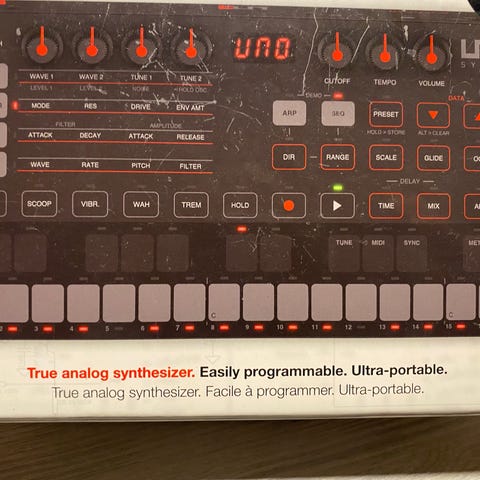 uno
WAVE 1 WAVE 2 TUNE 1 TUNE 2
LEVEL 1 LEVEL 2 NOISE HOLD OSC
CUTOFF TEMPO VOLUME
DEMO
DATA
MODE RES DRIVE ENV AMT
ARP SEQ PRESET
HOLD > STORE ALT > CLEAR
FILTER AMPLITUDE
ATTACK DECAY ATTACK RELEASE
DIR RANGE SCALE GLIDE
WAVE RATE PITCH FILTER
DELAY
SCOOP VIBR. WAH TREM HOLD TIME MIX
TUNE MIDI SYNC
C C
2 3 4 5 6 7 8 9 10 11 12 13 14 15
True analog synthesizer. Easily programmable. Ultra-portable.
True analog synthesizer. Facile à programmer. Ultra-portable.